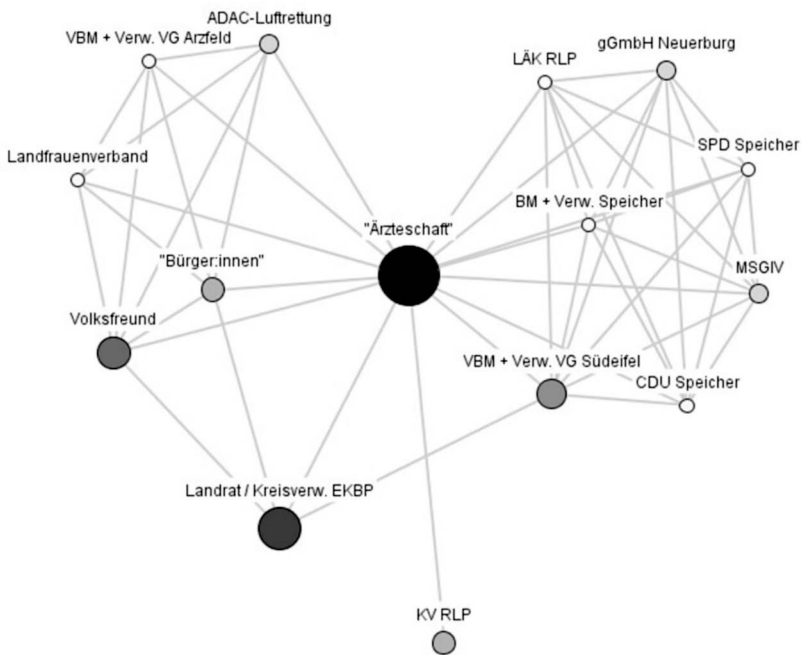 ADAC-Luftrettung
VBM + Verw. VG Arzfeld
gGmbH Neuerburg
LÄK RLP
SPD Speicher
Landfrauenverband
BM + Verw. Speicher
"Ärzteschaft"
"Bürger:innen"
MSGIV
Volksfreund
VBM + Verw. VG Südeifel
CDU Speicher
Landrat / Kreisverw. EKBP
KV RLP